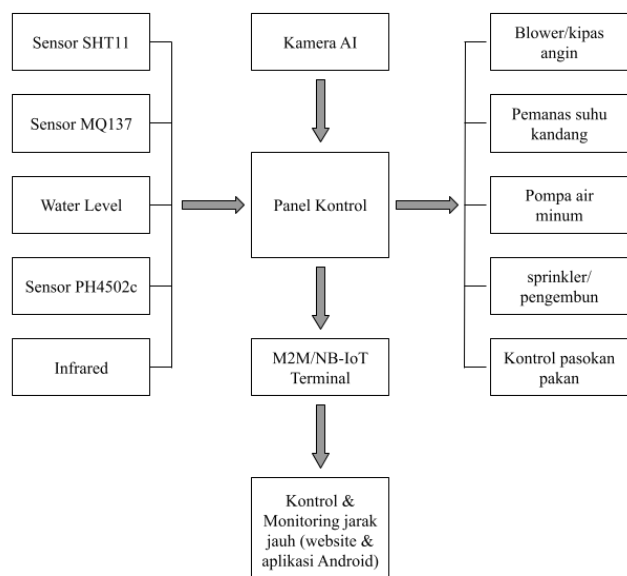 Sensor SHT11
Sensor MQ137
Water Level
Sensor PH4502c
Infrared
Kamera AI
Panel Kontrol
M2M/NB-IoT
Terminal
Kontrol &
Monitoring jarak
jauh (website &
aplikasi Android)
Blower/kipas
angin
Pemanas suhu
kandang
Pompa air
minum
sprinkler/
pengembun
Kontrol pasokan
pakan